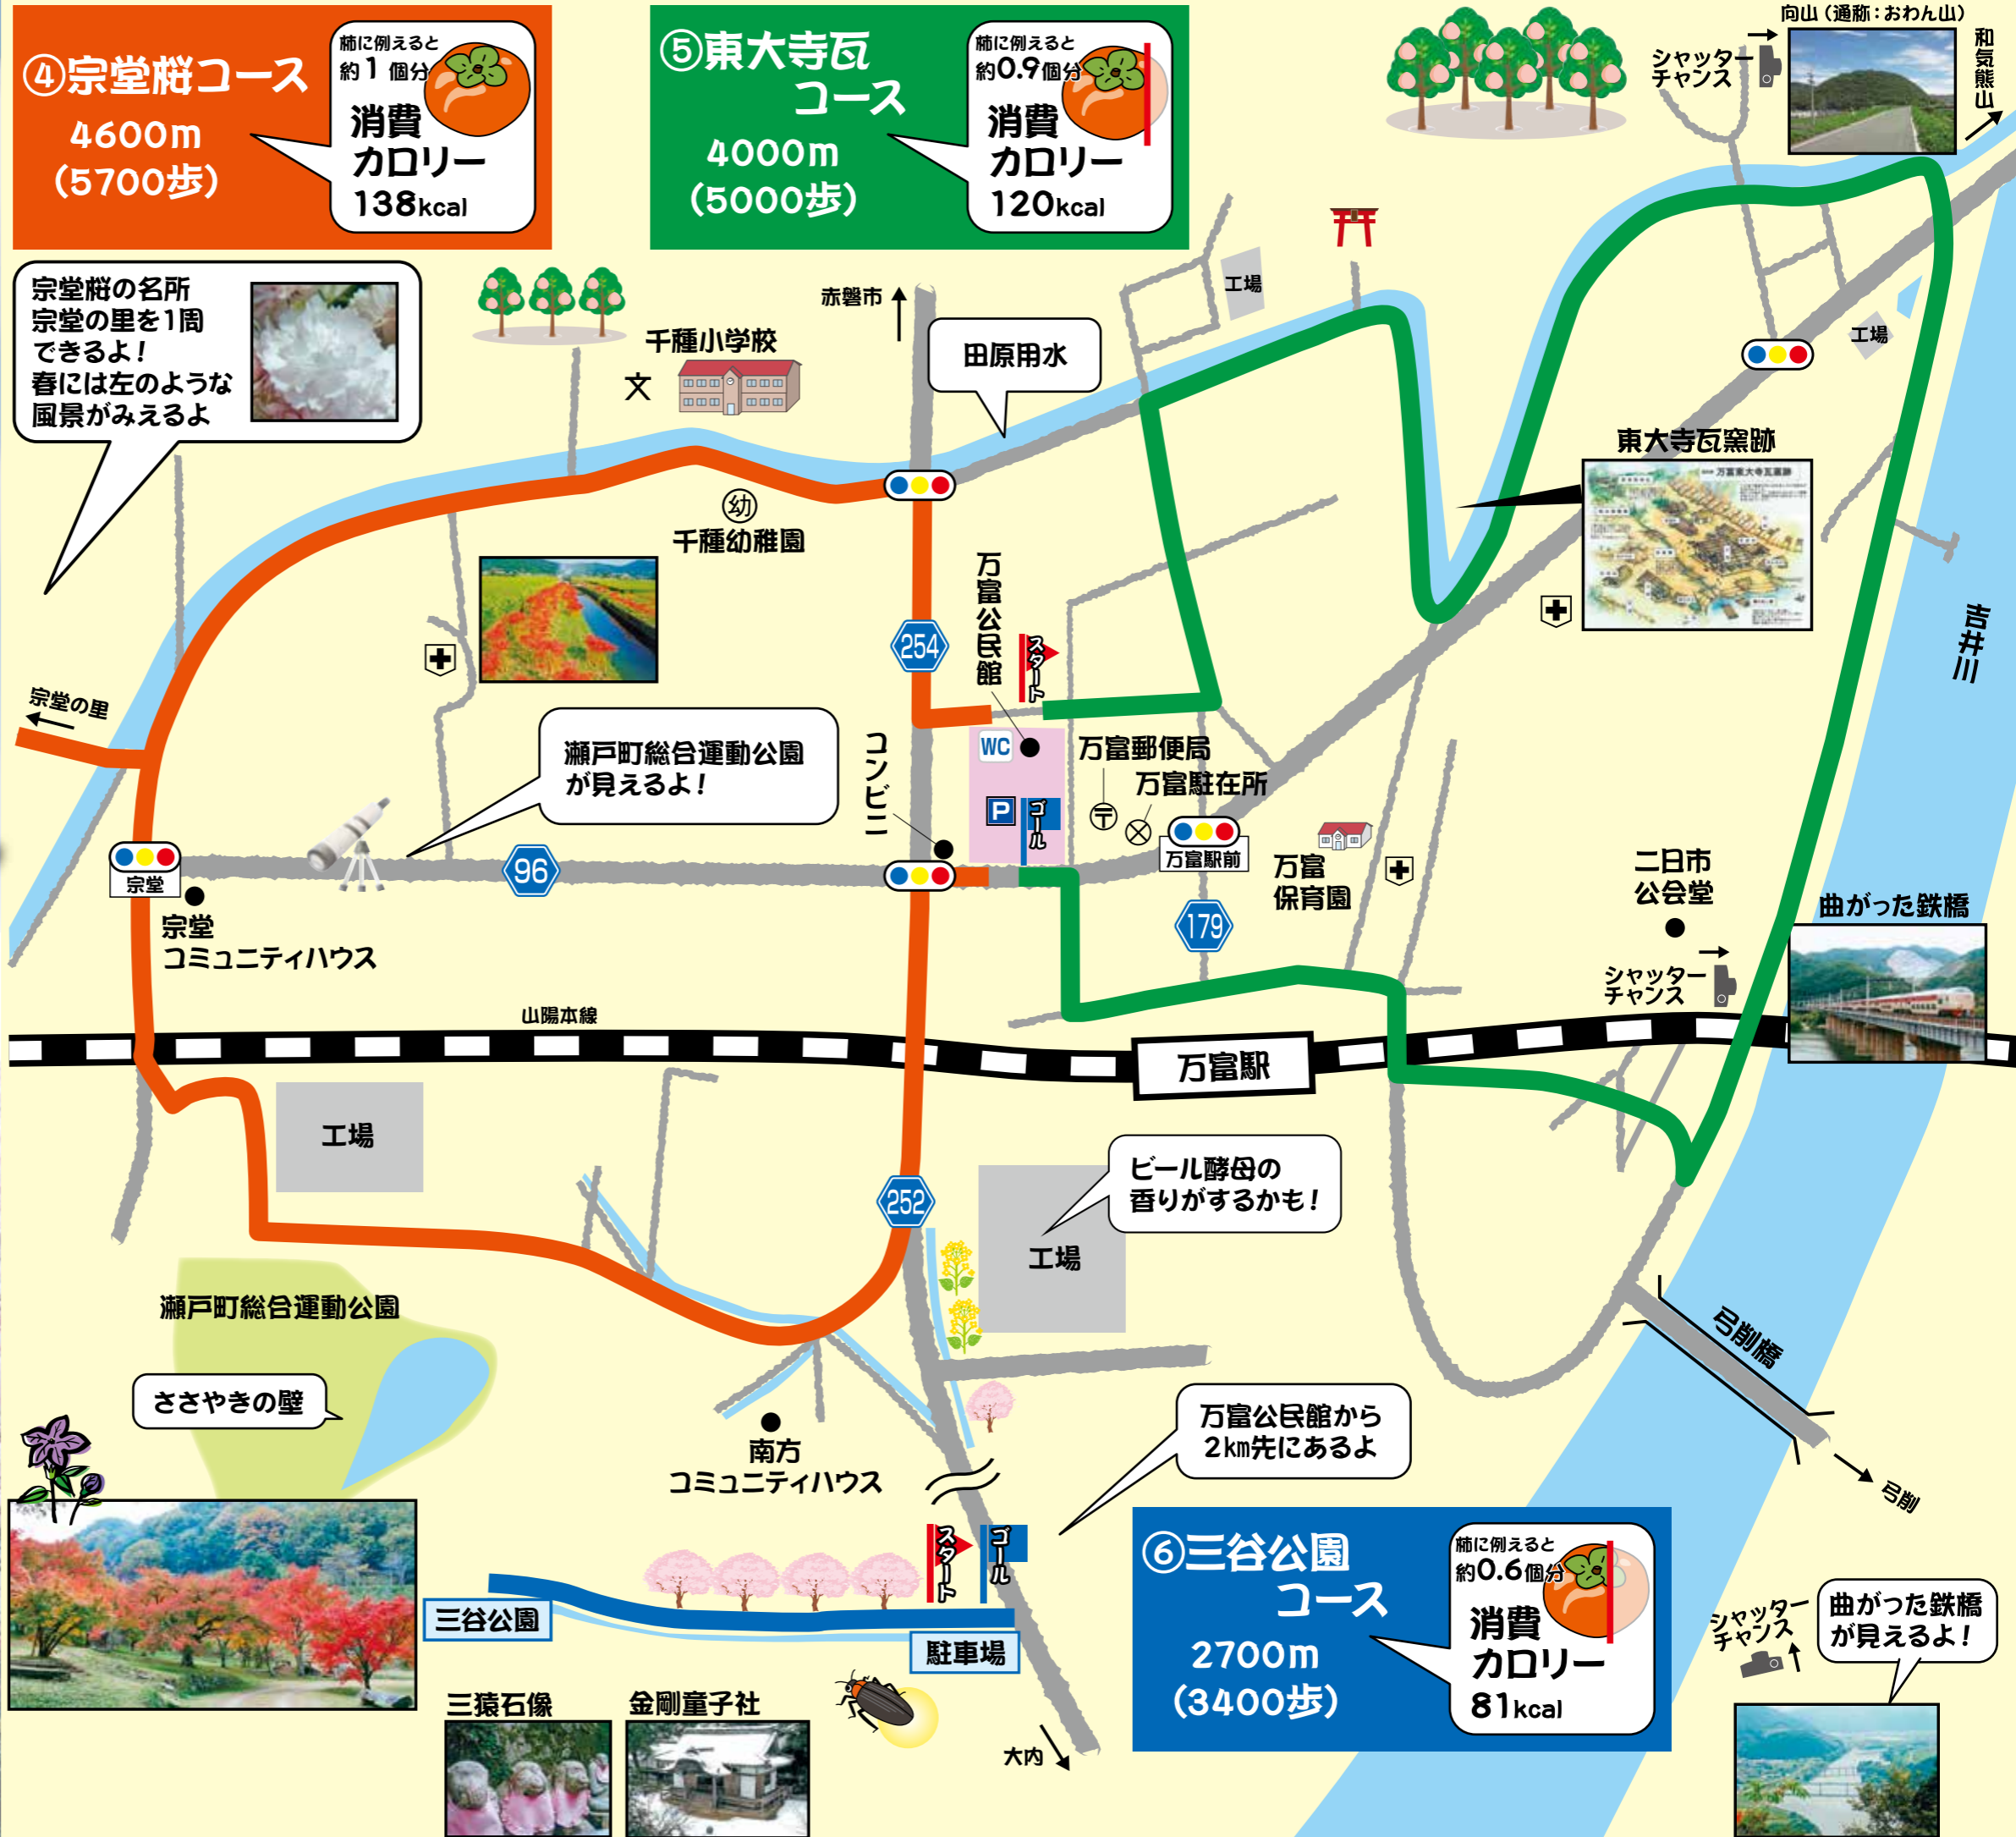 ④宗堂桜コース
4600m
(5700歩)
柿に例えると
約1個分
消費
カロリー
138kcal
⑤東大寺瓦
コース
4000m
(5000歩)
柿に例えると
約0.9個分
消費
カロリー
120kcal
向山(通称:おわん山)
シャッター
チャンス
和気熊山
宗堂桜の名所
宗堂の里を1周
できるよ!
春には左のような
風景がみえるよ
千種小学校
文
赤磐市
田原用水
工場
工場
幼
千種幼稚園
東大寺瓦窯跡
万富東大寺瓦窯跡
吉井川
254
万富公民館
スタート
宗堂の里
瀬戸町総合運動公園
が見えるよ!
コンビニ
WC
P
ゴール
万富郵便局
万富駐在所
万富駅前
万富
保育園
179
宗堂
96
宗堂
コミュニティハウス
二日市
公会堂
シャッター
チャンス
曲がった鉄橋
山陽本線
万富駅
工場
252
ビール酵母の
香りがするかも!
工場
瀬戸町総合運動公園
ささやきの壁
弓削橋
弓削
南方
コミュニティハウス
万富公民館から
2km先にあるよ
スタート
ゴール
三谷公園
駐車場
三猿石像
金剛童子社
大内
⑥三谷公園
コース
2700m
(3400歩)
柿に例えると
約0.6個分
消費
カロリー
81kcal
シャッター
チャンス
曲がった鉄橋
が見えるよ!